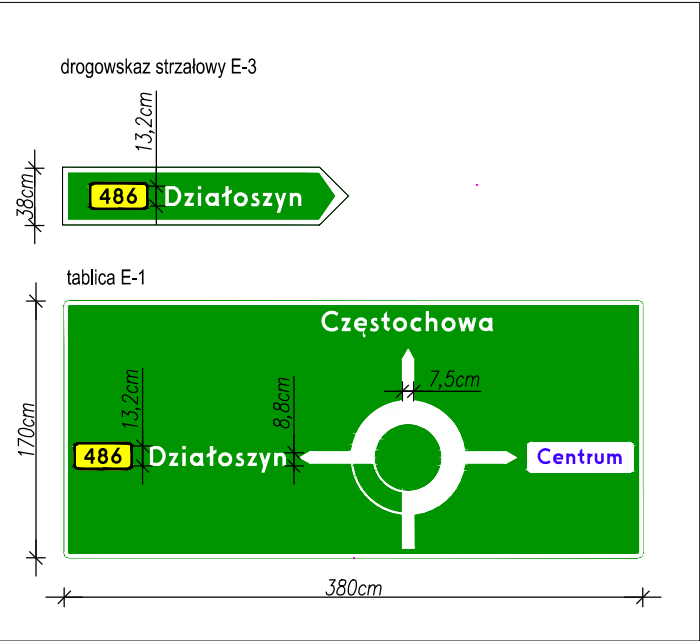 drogowskaz strzałowy E-3
13,2cm
38cm
486 Działoszyn
tablica E-1
Częstochowa
7,5cm
13,2cm
8,8cm
170cm
486 Działoszyn
Centrum
380cm